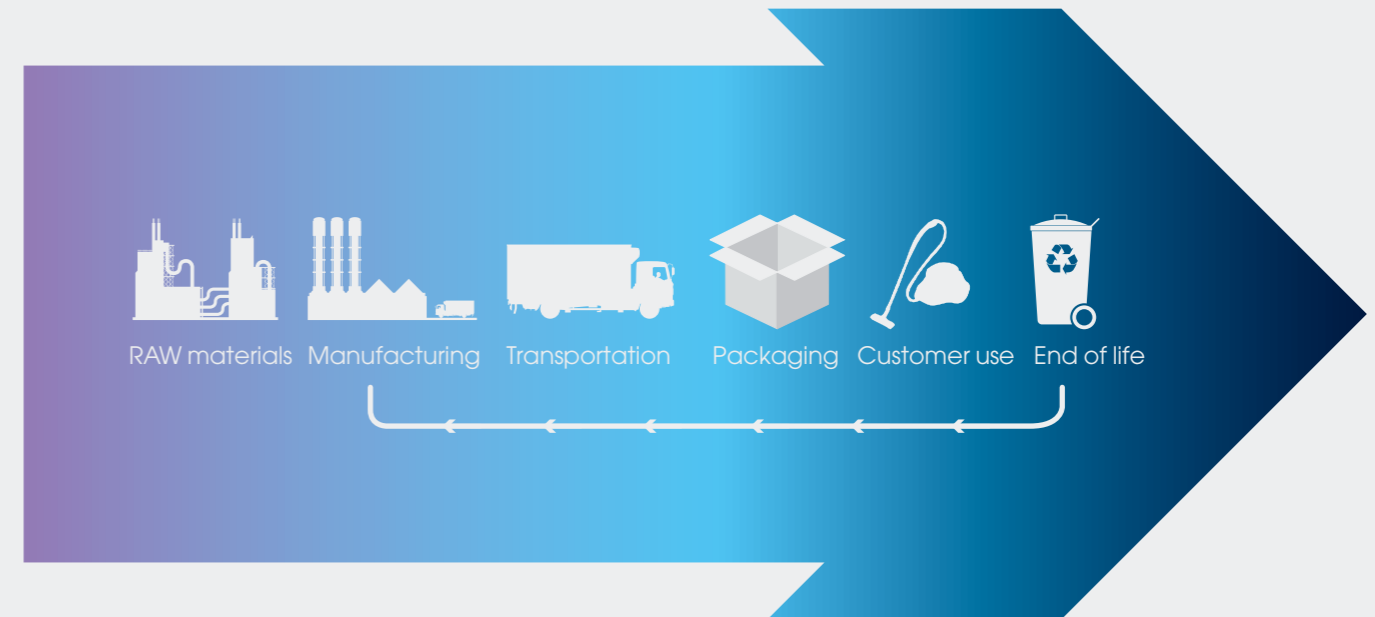 RAW materials Manufacturing Transportation Packaging Customer use End of life